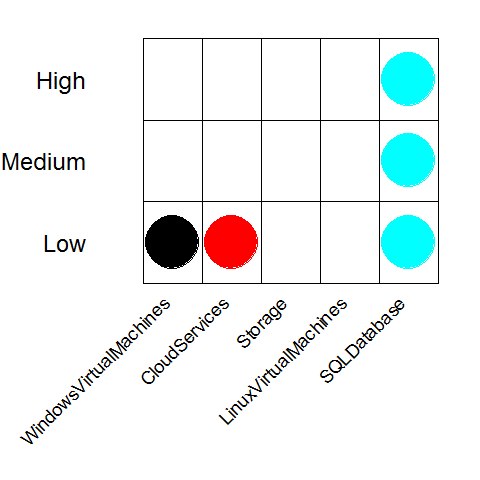 High
Medium
Low
WindowsVirtualMachines
CloudServices
Storage
LinuxVirtualMachines
SQLDatabase